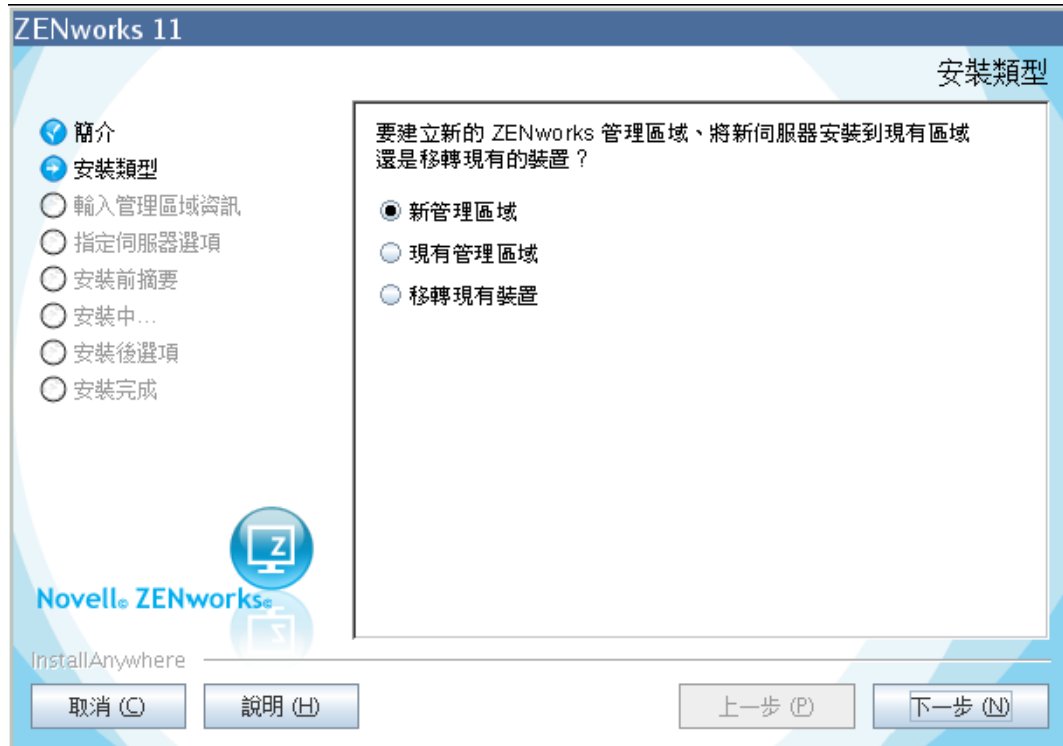 ZENworks 11
安裝類型
簡介
安裝類型
輸入管理區域資訊
指定伺服器選項
安裝前摘要
安裝中...
安裝後選項
安裝完成
要建立新的 ZENworks 管理區域、將新伺服器安裝到現有區域
還是移轉現有的裝置？
新管理區域
現有管理區域
移轉現有裝置
Z
Novell® ZENworks®
InstallAnywhere
取消 (C)
說明 (H)
上一步 (P)
下一步 (N)